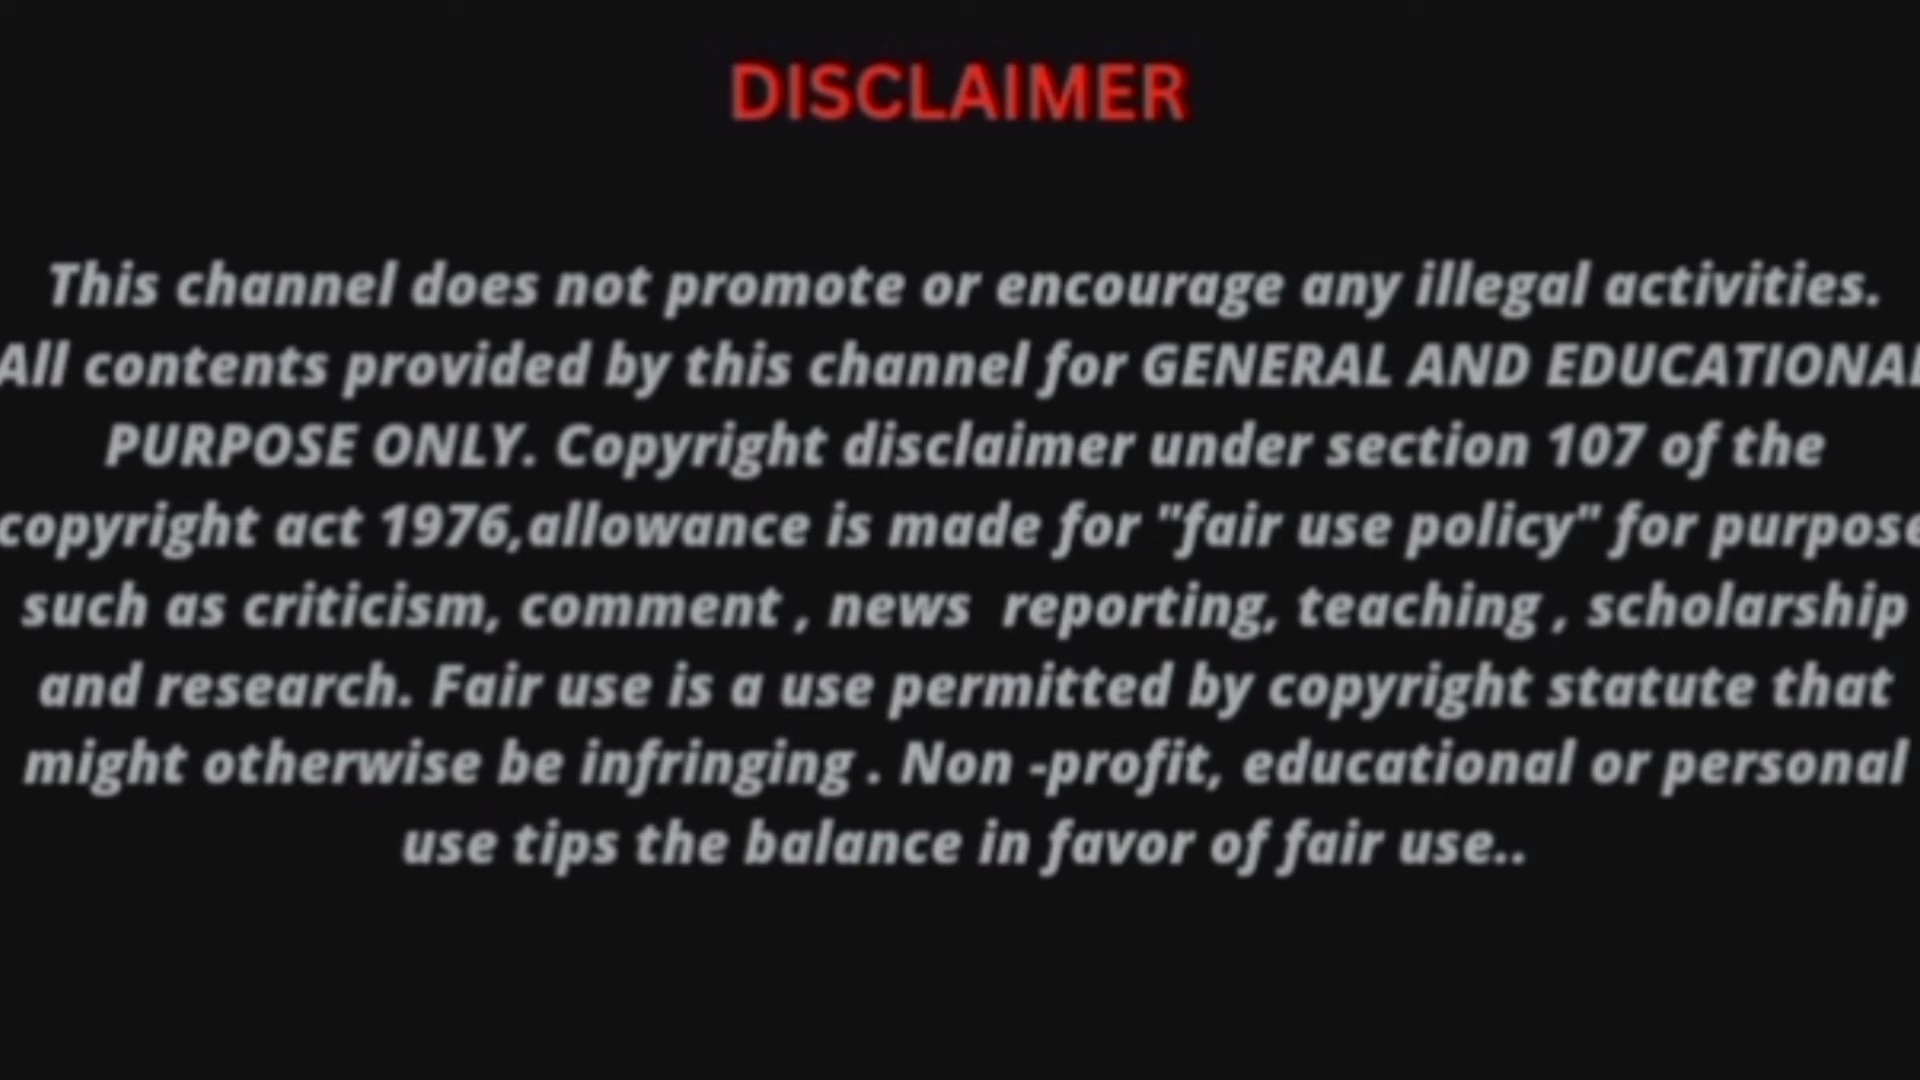 DISCLAIMER
This channel does not promote or encourage any illegal activities.
All contents provided by this channel for GENERAL AND EDUCATIONAL
PURPOSE ONLY. Copyright disclaimer under section 107 of the
copyright act 1976,allowance is made for "fair use policy" for purpose
such as criticism, comment , news  reporting, teaching , scholarship
and research. Fair use is a use permitted by copyright statute that
might otherwise be infringing . Non -profit, educational or personal
use tips the balance in favor of fair use..